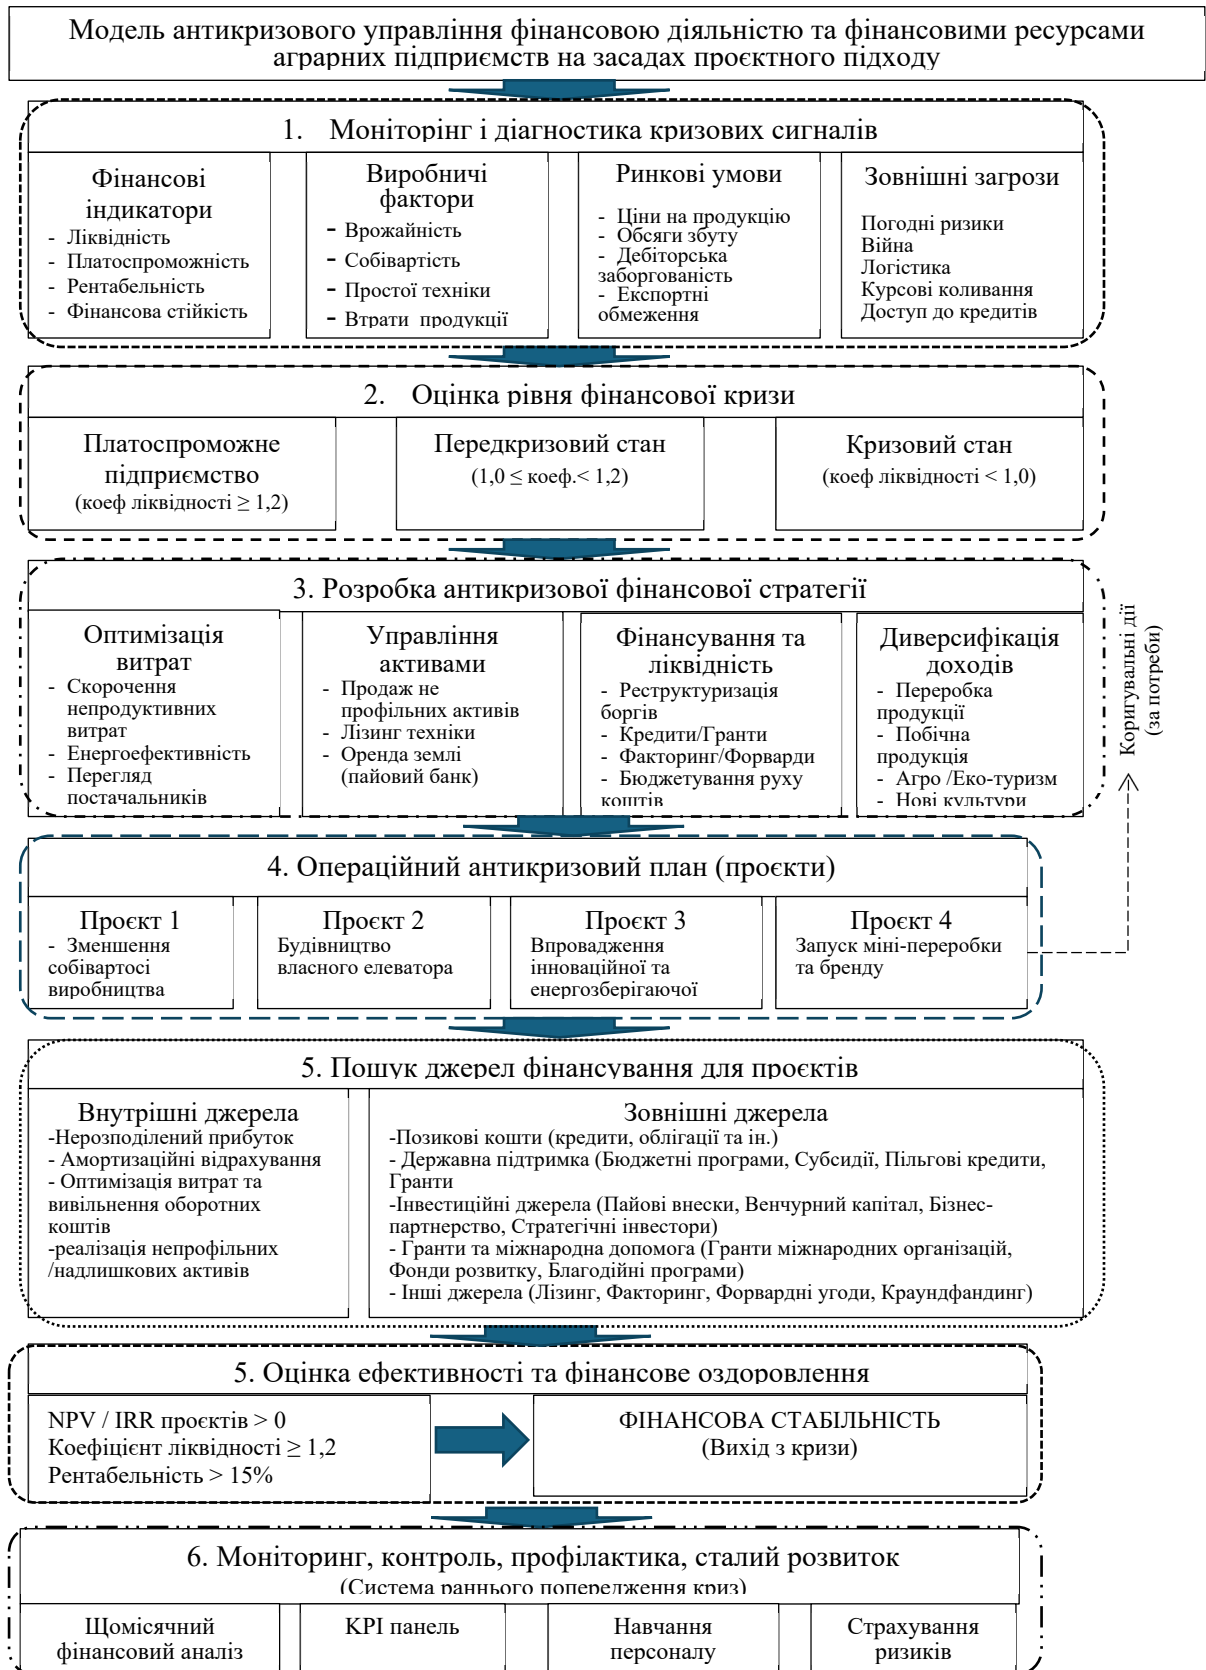 Модель антикризового управління фінансовою діяльністю та фінансовими ресурсами
аграрних підприємств на засадах проєктного підходу
1. Моніторінг і діагностика кризових сигналів
Фінансові
індикатори
- Ліквідність
- Платоспроможність
- Рентабельність
- Фінансова стійкість
Виробничі
фактори
- Врожайність
- Собівартість
- Простої техніки
- Втрати продукції
Ринкові умови
- Ціни на продукцію
- Обсяги збуту
- Дебіторська
заборгованість
- Експортні
обмеження
Зовнішні загрози
Погодні ризики
Війна
Логістика
Курсові коливання
Доступ до кредитів
2. Оцінка рівня фінансової кризи
Платоспроможне
підприємство
(коеф ліквідності ≥ 1,2)
Передкризовий стан
(1,0 ≤ коеф.< 1,2)
Кризовий стан
(коеф ліквідності < 1,0)
3. Розробка антикризової фінансової стратегії
Оптимізація
витрат
- Скорочення
непродуктивних
витрат
- Енергоефективність
- Перегляд
постачальників
Управління
активами
- Продаж не
профільних активів
- Лізинг техніки
- Оренда землі
(пайовий банк)
Фінансування та
ліквідність
- Реструктуризація
боргів
- Кредити/Гранти
- Факторинг/Форварди
- Бюджетування руху
коштів
Диверсифікація
доходів
- Переробка
продукції
- Побічна
продукція
- Агро /Еко-туризм
- Нові культури
Коригувальні дії
(за потреби)
4. Операційний антикризовий план (проєкти)
Проєкт 1
- Зменшення
собівартосі
виробництва
Проєкт 2
Будівництво
власного елеватора
Проєкт 3
Впровадження
інноваційної та
енергозберігаючої
Проєкт 4
Запуск міні-переробки
та бренду
5. Пошук джерел фінансування для проєктів
Внутрішні джерела
-Нерозподілений прибуток
- Амортизаційні відрахування
- Оптимізація витрат та
вивільнення оборотних
коштів
-реалізація непрофільних
/надлишкових активів
Зовнішні джерела
-Позикові кошти (кредити, облігації та ін.)
- Державна підтримка (Бюджетні програми, Субсидії, Пільгові кредити,
Гранти
-Інвестиційні джерела (Пайові внески, Венчурний капітал, Бізнес-
партнерство, Стратегічні інвестори)
- Гранти та міжнародна допомога (Гранти міжнародних організацій,
Фонди розвитку, Благодійні програми)
- Інші джерела (Лізинг, Факторинг, Форвардні угоди, Краундфандинг)
5. Оцінка ефективності та фінансове оздоровлення
NPV / IRR проєктів > 0
Коефіцієнт ліквідності ≥ 1,2
Рентабельність > 15%
ФІНАНСОВА СТАБІЛЬНІСТЬ
(Вихід з кризи)
6. Моніторинг, контроль, профілактика, сталий розвиток
(Система раннього попередження криз)
Щомісячний
фінансовий аналіз
KPI панель
Навчання
персоналу
Страхування
ризиків